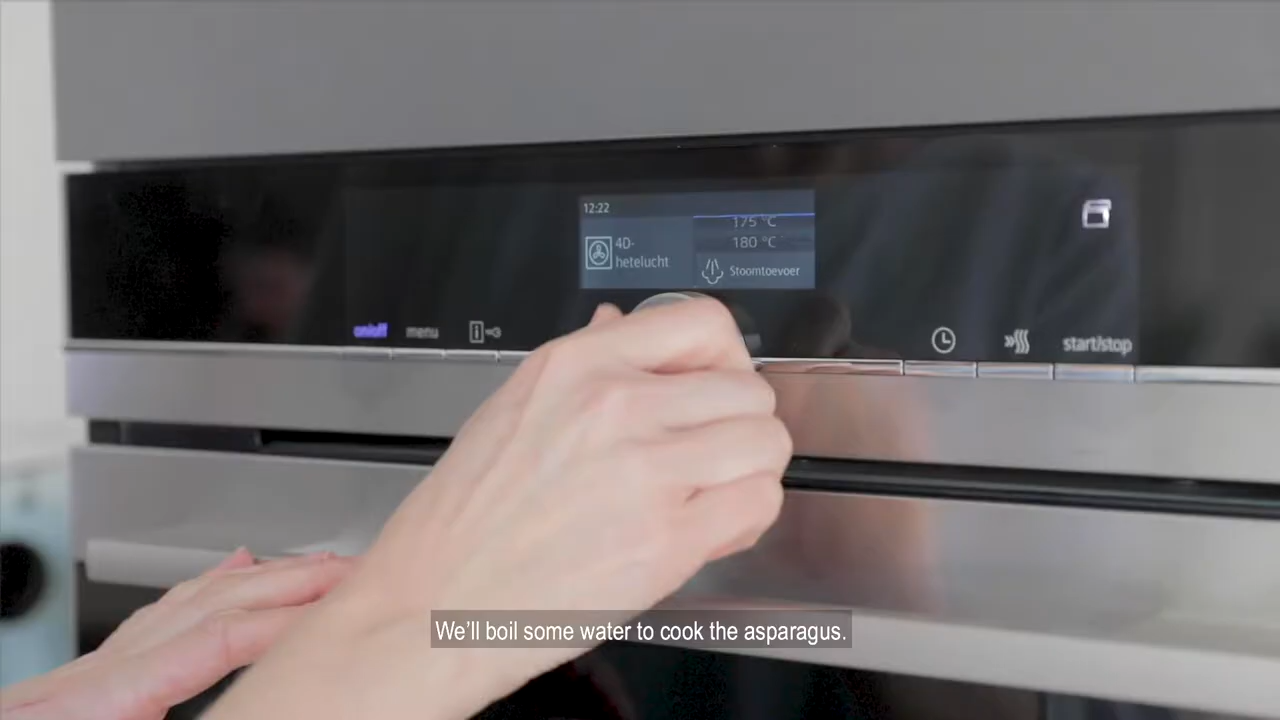 12:22
175 °C
180 °C
4D-
hetelucht
Stoomtoevoer
on/off
menu
i
start/stop
We'll boil some water to cook the asparagus.